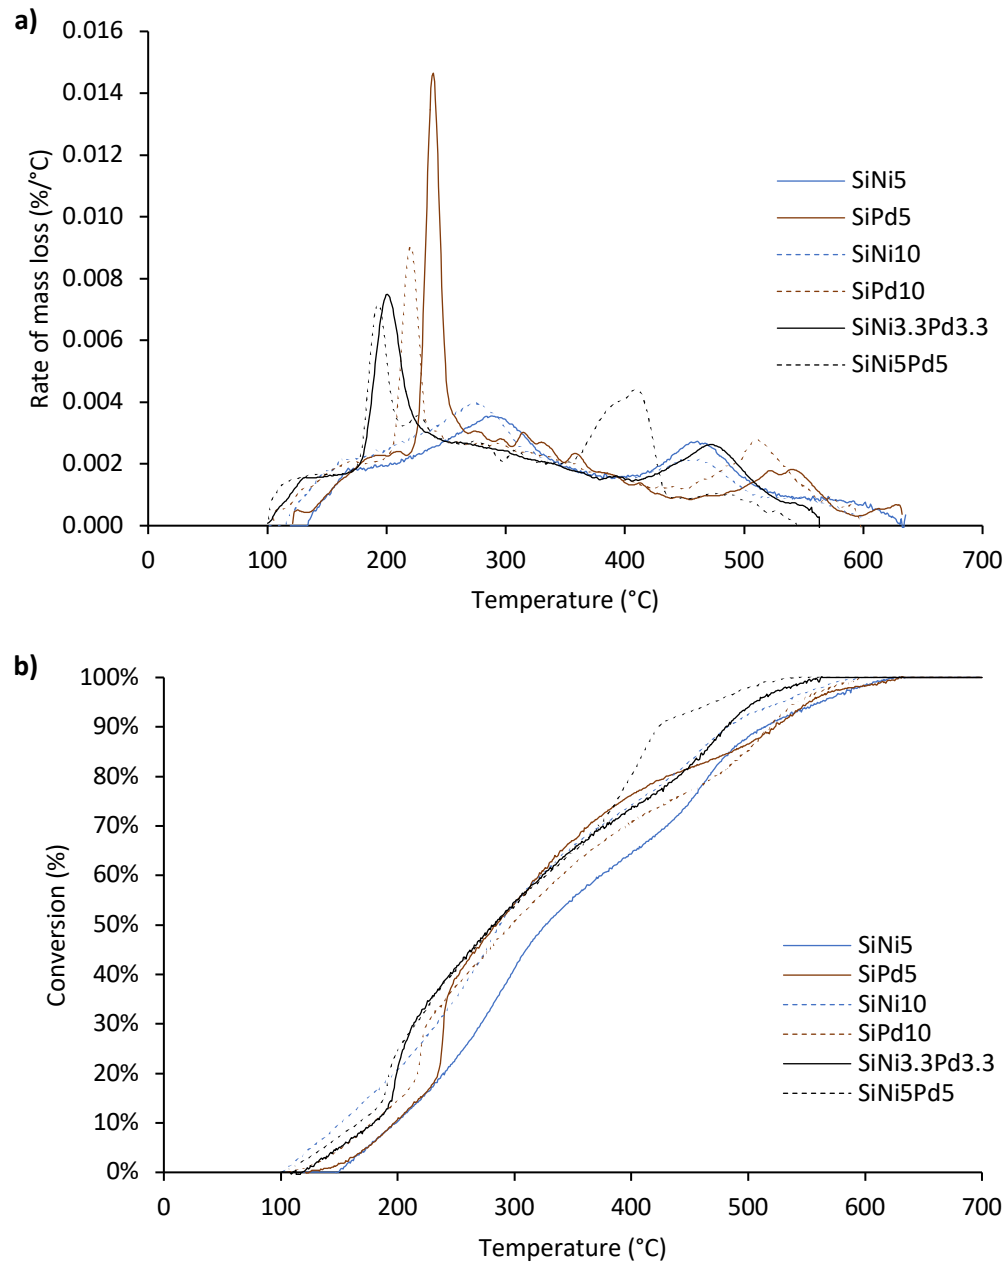 a)
Rate of mass loss (%/°C)
0.016
0.014
0.012
0.010
0.008
0.006
0.004
0.002
0.000
0 100 200 300 400 500 600 700
Temperature (°C)
SiNi5
SiPd5
SiNi10
SiPd10
SiNi3.3Pd3.3
SiNi5Pd5
b)
Conversion (%)
100%
90%
80%
70%
60%
50%
40%
30%
20%
10%
0%
0 100 200 300 400 500 600 700
Temperature (°C)
SiNi5
SiPd5
SiNi10
SiPd10
SiNi3.3Pd3.3
SiNi5Pd5